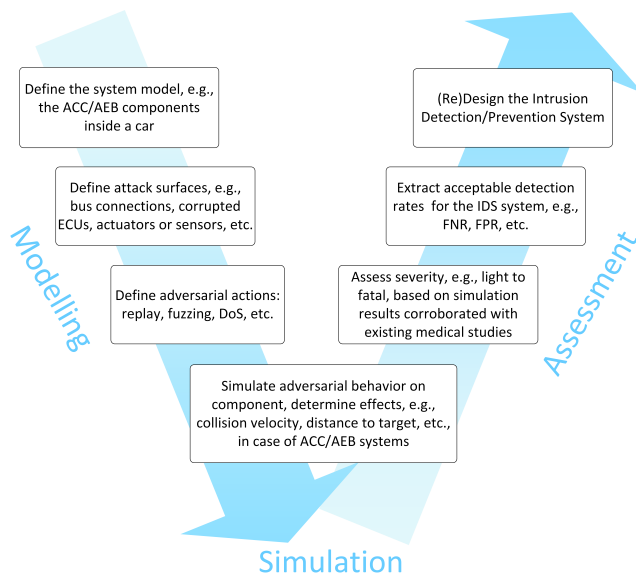 Define the system model, e.g.,
the ACC/AEB components
inside a car
Define attack surfaces, e.g.,
bus connections, corrupted
ECUs, actuators or sensors, etc.
Define adversarial actions:
replay, fuzzing, DoS, etc.
Modelling
Simulate adversarial behavior on
component, determine effects, e.g.,
collision velocity, distance to target, etc.,
in case of ACC/AEB systems
Simulation
Assess severity, e.g., light to
fatal, based on simulation
results corroborated with
existing medical studies
Extract acceptable detection
rates for the IDS system, e.g.,
FNR, FPR, etc.
(Re)Design the Intrusion
Detection/Prevention System
Assessment